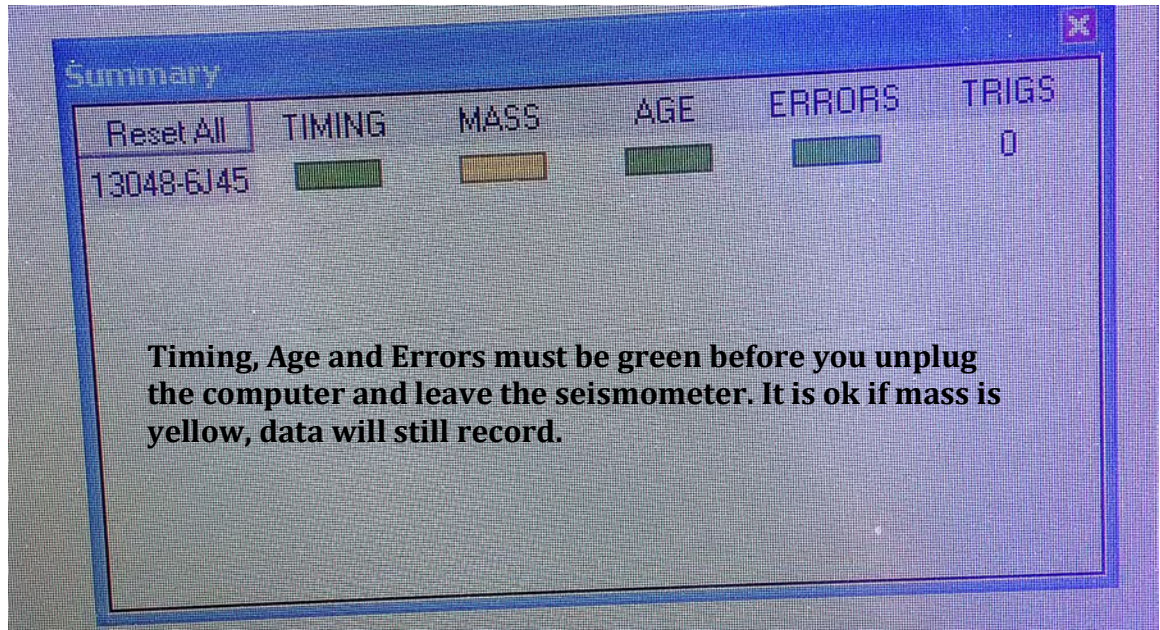 Summary
Reset All TIMING MASS AGE ERRORS TRIGS
13048-6J45 0
Timing, Age and Errors must be green before you unplug
the computer and leave the seismometer. It is ok if mass is
yellow, data will still record.